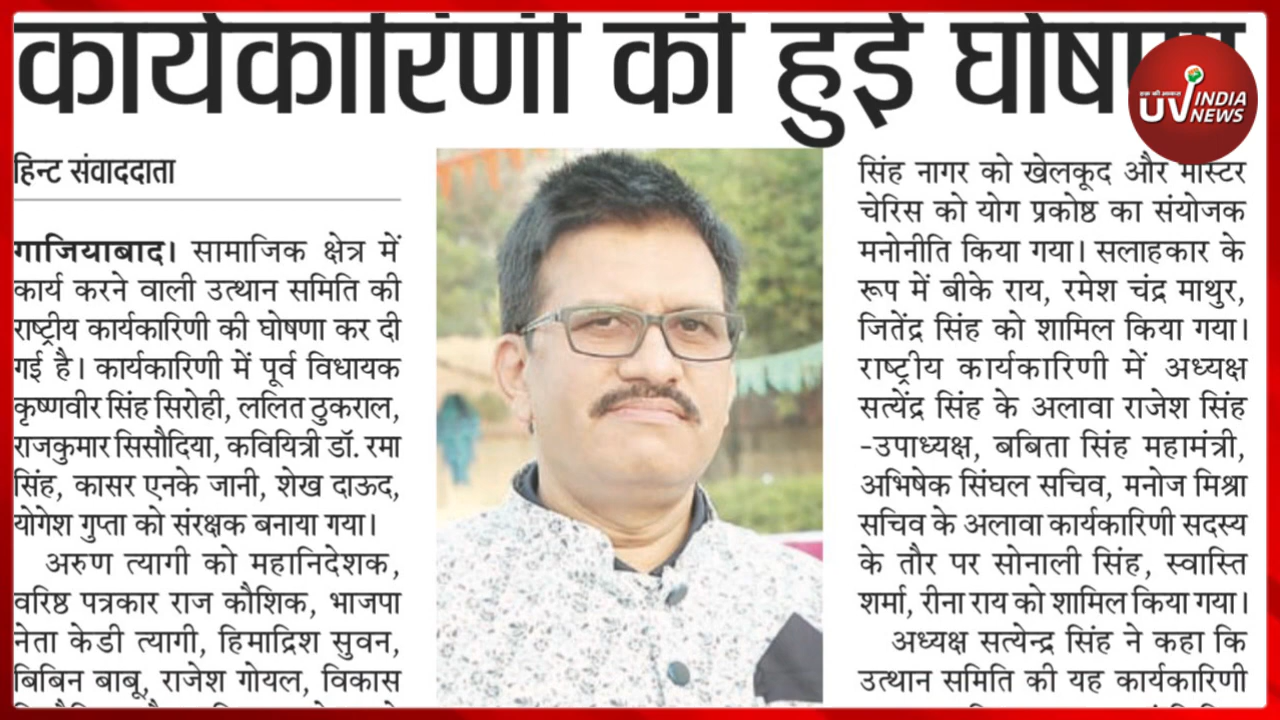 कार्यकारिणी की हुई घोषणा
हक की आवाज
UV INDIA
NEWS
हिन्ट संवाददाता
गाजियाबाद। सामाजिक क्षेत्र में
कार्य करने वाली उत्थान समिति की
राष्ट्रीय कार्यकारिणी की घोषणा कर दी
गई है। कार्यकारिणी में पूर्व विधायक
कृष्णवीर सिंह सिरोही, ललित ठुकराल,
राजकुमार सिसौदिया, कवियित्री डॉ. रमा
सिंह, कासर एनके जानी, शेख दाऊद,
योगेश गुप्ता को संरक्षक बनाया गया।
अरुण त्यागी को महानिदेशक,
वरिष्ठ पत्रकार राज कौशिक, भाजपा
नेता केडी त्यागी, हिमाद्रिश सुवन,
बिबिन बाबू, राजेश गोयल, विकास
सिंह नागर को खेलकूद और मास्टर
चेरिस को योग प्रकोष्ठ का संयोजक
मनोनीति किया गया। सलाहकार के
रूप में बीके राय, रमेश चंद्र माथुर,
जितेंद्र सिंह को शामिल किया गया।
राष्ट्रीय कार्यकारिणी में अध्यक्ष
सत्येंद्र सिंह के अलावा राजेश सिंह
-उपाध्यक्ष, बबिता सिंह महामंत्री,
अभिषेक सिंघल सचिव, मनोज मिश्रा
सचिव के अलावा कार्यकारिणी सदस्य
के तौर पर सोनाली सिंह, स्वास्ति
शर्मा, रीना राय को शामिल किया गया।
अध्यक्ष सत्येन्द्र सिंह ने कहा कि
उत्थान समिति की यह कार्यकारिणी